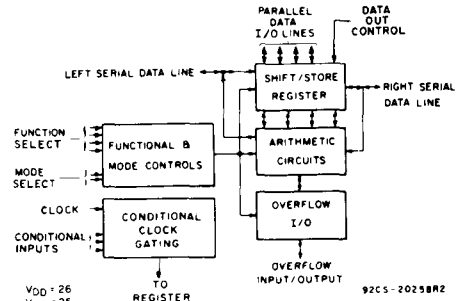 PARALLEL
DATA
I/O LINES
DATA
OUT
CONTROL
LEFT SERIAL DATA LINE
SHIFT/STORE
REGISTER
RIGHT SERIAL
DATA LINE
FUNCTION
SELECT
FUNCTIONAL &
MODE CONTROLS
ARITHMETIC
CIRCUITS
MODE
SELECT
CLOCK
CONDITIONAL
CLOCK
GATING
OVERFLOW
I/O
CONDITIONAL
INPUTS
OVERFLOW
INPUT/OUTPUT
TO
REGISTER
VDD = 26
92CS-20258R2